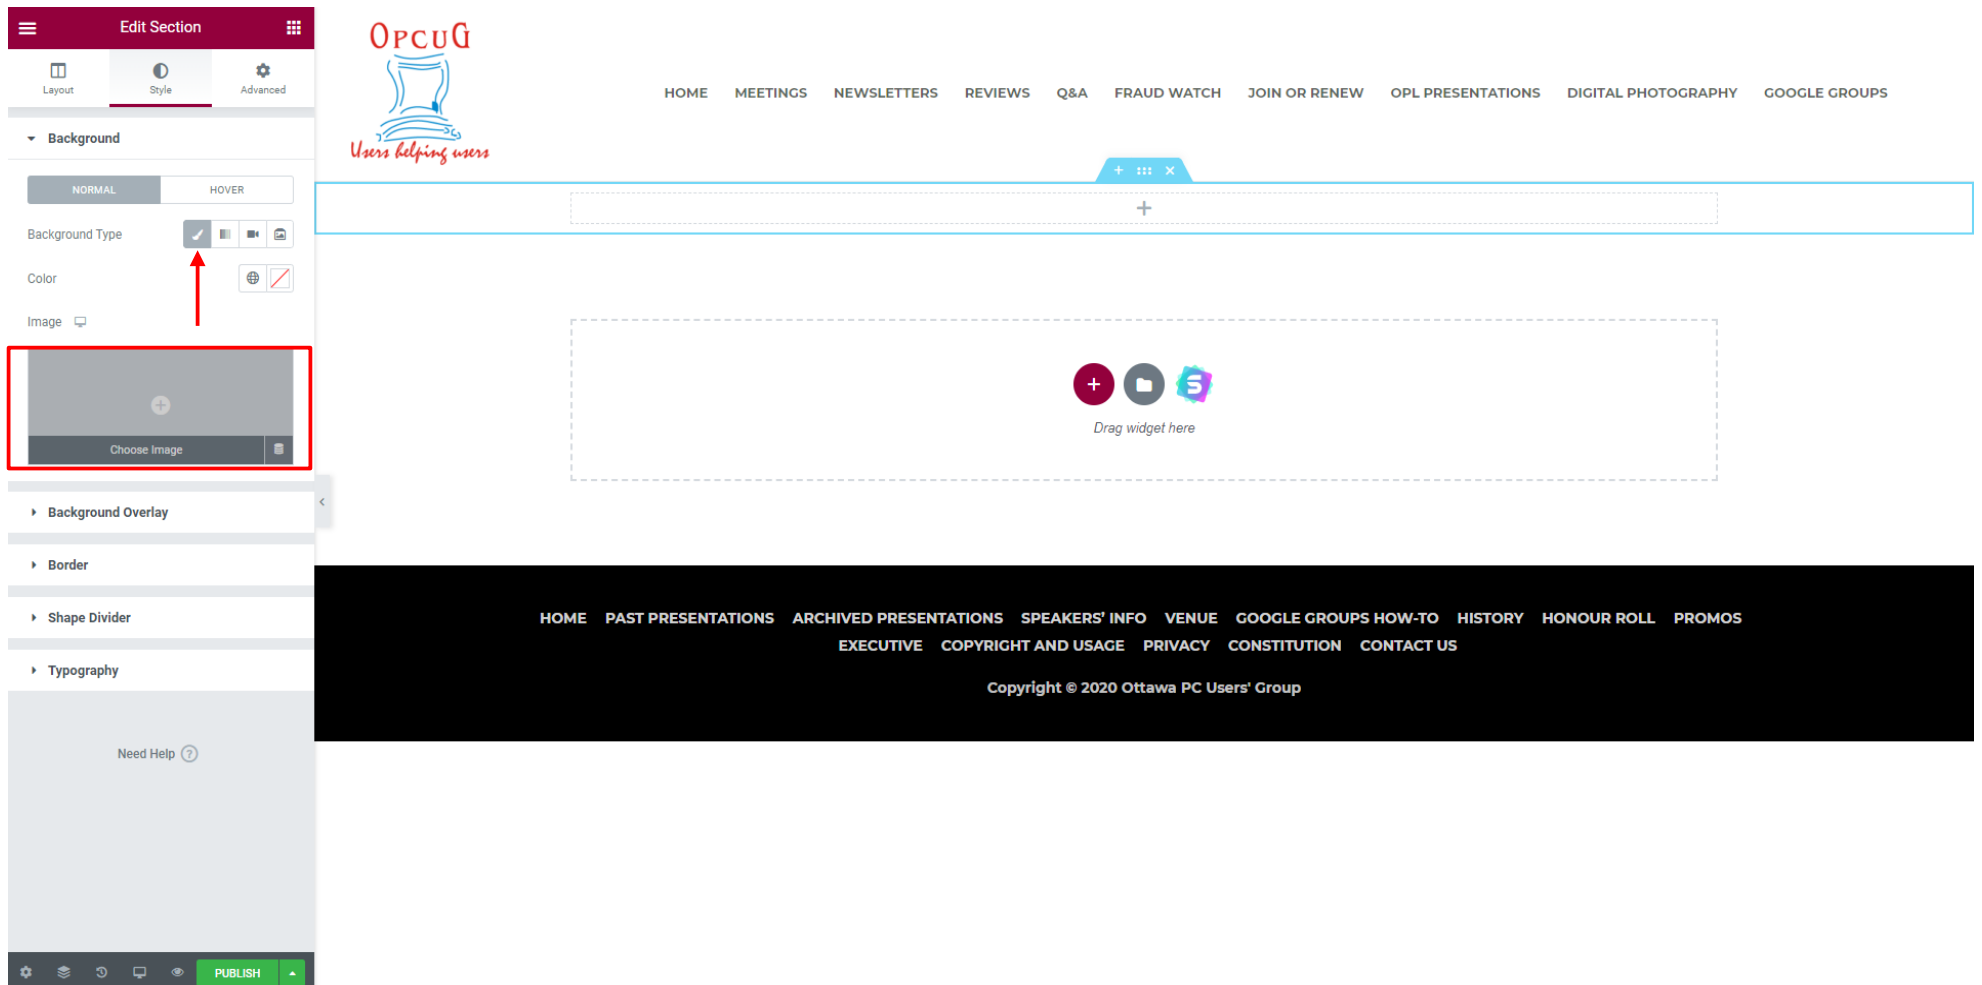 Edit Section
Layout
Style
Advanced
Background
NORMAL
HOVER
Background Type
Color
Image
Choose Image
Background Overlay
Border
Shape Divider
Typography
Need Help
PUBLISH
OPCUG
Users helping users
HOME MEETINGS NEWSLETTERS REVIEWS Q&A FRAUD WATCH JOIN OR RENEW OPL PRESENTATIONS DIGITAL PHOTOGRAPHY GOOGLE GROUPS
Drag widget here
HOME PAST PRESENTATIONS ARCHIVED PRESENTATIONS SPEAKERS’ INFO VENUE GOOGLE GROUPS HOW-TO HISTORY HONOUR ROLL PROMOS
EXECUTIVE COPYRIGHT AND USAGE PRIVACY CONSTITUTION CONTACT US
Copyright © 2020 Ottawa PC Users' Group